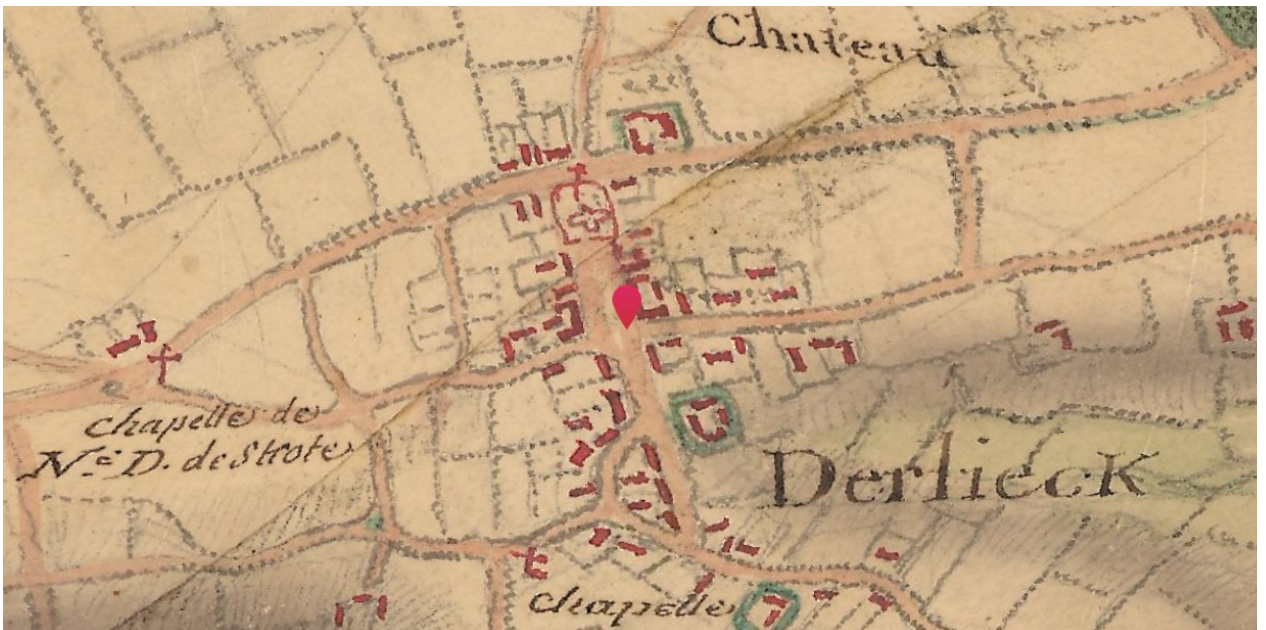 Chateau
chapelle de
N.e D. de Strote
Derlieck
chapelle